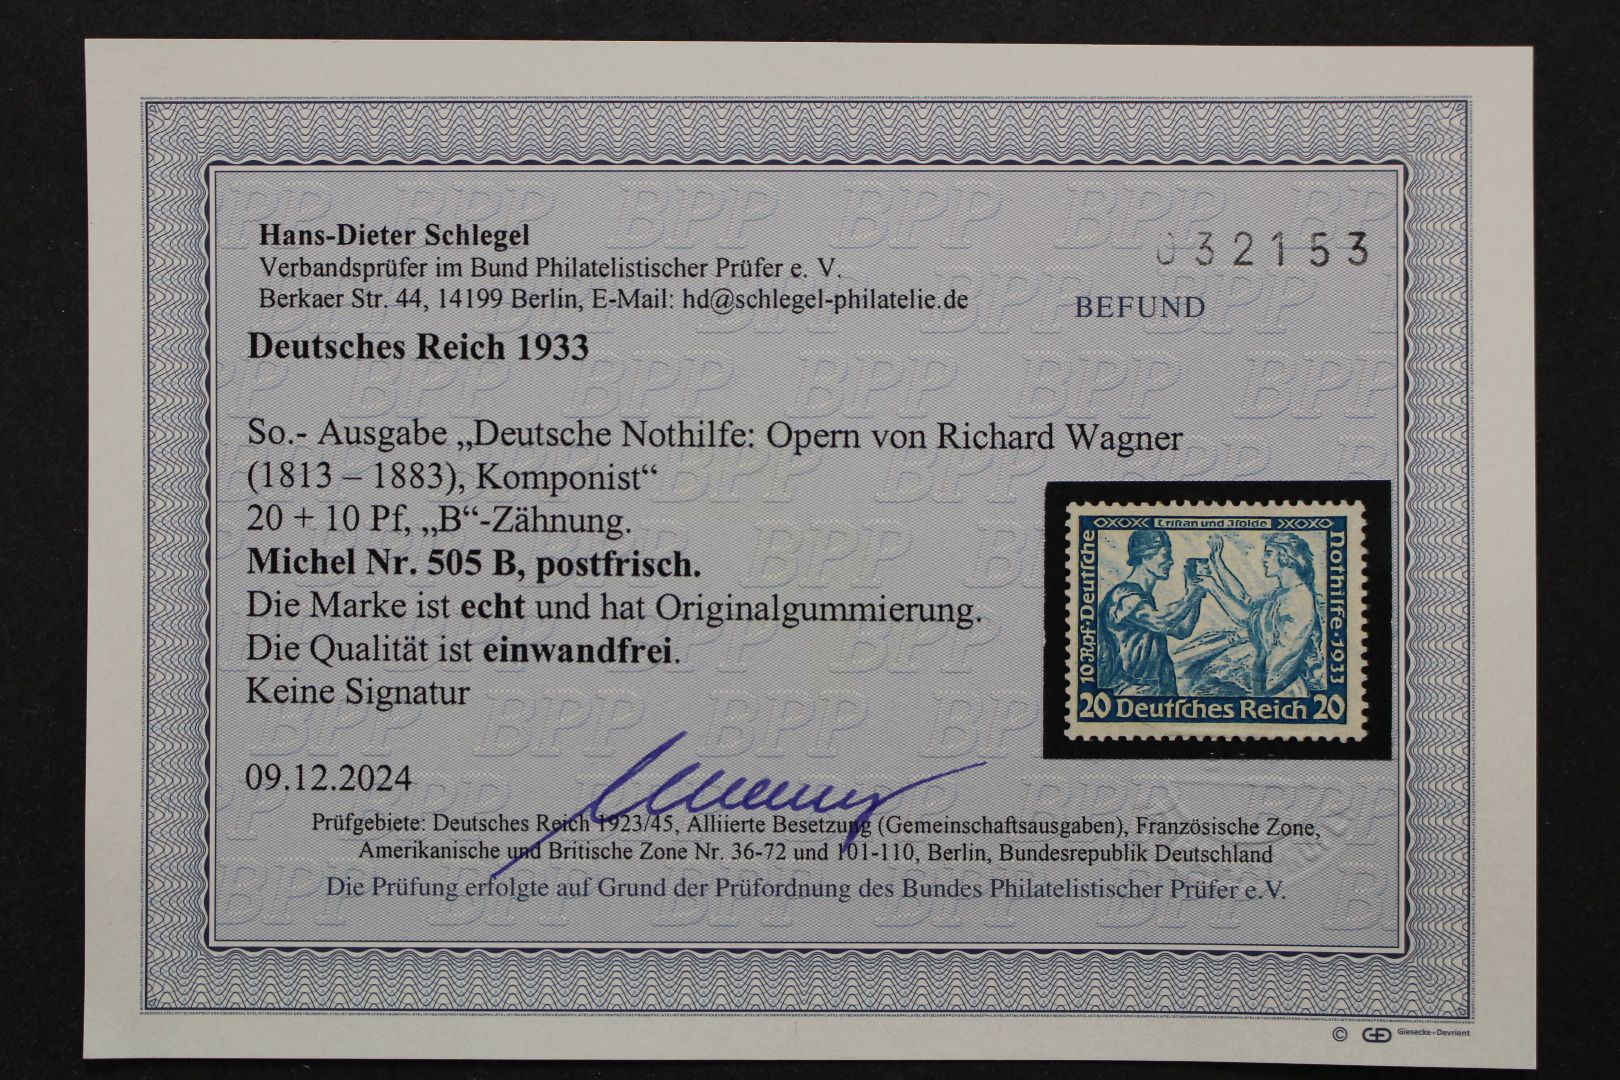 Hans-Dieter Schlegel
032153
Verbandsprüfer im Bund Philatelistischer Prüfer e. V.
Berkaer Str. 44, 14199 Berlin, E-Mail: hd@schlegel-philatelie.de
BEFUND
Deutsches Reich 1933
So.- Ausgabe „Deutsche Nothilfe: Opern von Richard Wagner
(1813 – 1883), Komponist“
20 + 10 Pf, „B“-Zähnung.
Michel Nr. 505 B, postfrisch.
Die Marke ist echt und hat Originalgummierung.
Die Qualität ist einwandfrei.
Keine Signatur
Tristan und Isolde
10 Rpf·Deutsche
Nothilfe·1933
20 Deutsches Reich 20
09.12.2024
Prüfgebiete: Deutsches Reich 1923/45, Alliierte Besetzung (Gemeinschaftsausgaben), Französische Zone,
Amerikanische und Britische Zone Nr. 36-72 und 101-110, Berlin, Bundesrepublik Deutschland
Die Prüfung erfolgte auf Grund der Prüfordnung des Bundes Philatelistischer Prüfer e.V.
© GD Giesecke+Devrient